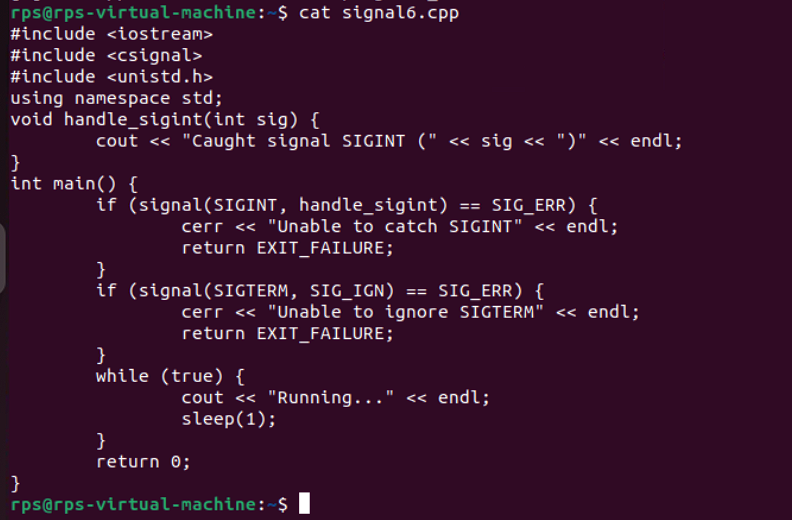 rps@rps-virtual-machine:~$ cat signal6.cpp
#include <iostream>
#include <csignal>
#include <unistd.h>
using namespace std;
void handle_sigint(int sig) {
        cout << "Caught signal SIGINT (" << sig << ")" << endl;
}
int main() {
        if (signal(SIGINT, handle_sigint) == SIG_ERR) {
                cerr << "Unable to catch SIGINT" << endl;
                return EXIT_FAILURE;
        }
        if (signal(SIGTERM, SIG_IGN) == SIG_ERR) {
                cerr << "Unable to ignore SIGTERM" << endl;
                return EXIT_FAILURE;
        }
        while (true) {
                cout << "Running..." << endl;
                sleep(1);
        }
        return 0;
}
rps@rps-virtual-machine:~$